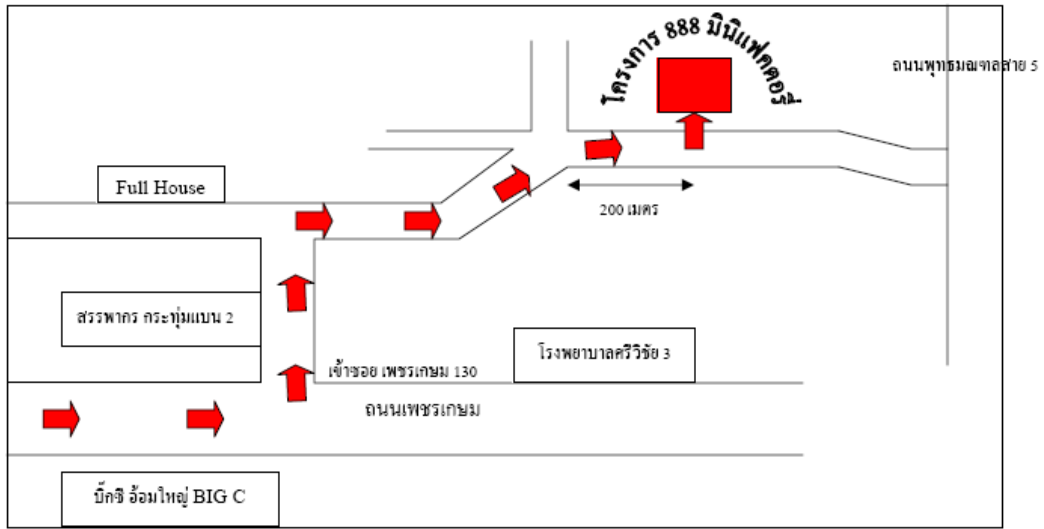 โครงการ 888 มินิแฟคตอรี่
ถนนพุทธมณฑลสาย 5
Full House
200 เมตร
สรรพากร กระทุ่มแบน 2
โรงพยาบาลศรีวิชัย 3
เข้าซอย เพชรเกษม 130
ถนนเพชรเกษม
บิ๊กซี อ้อมใหญ่ BIG C